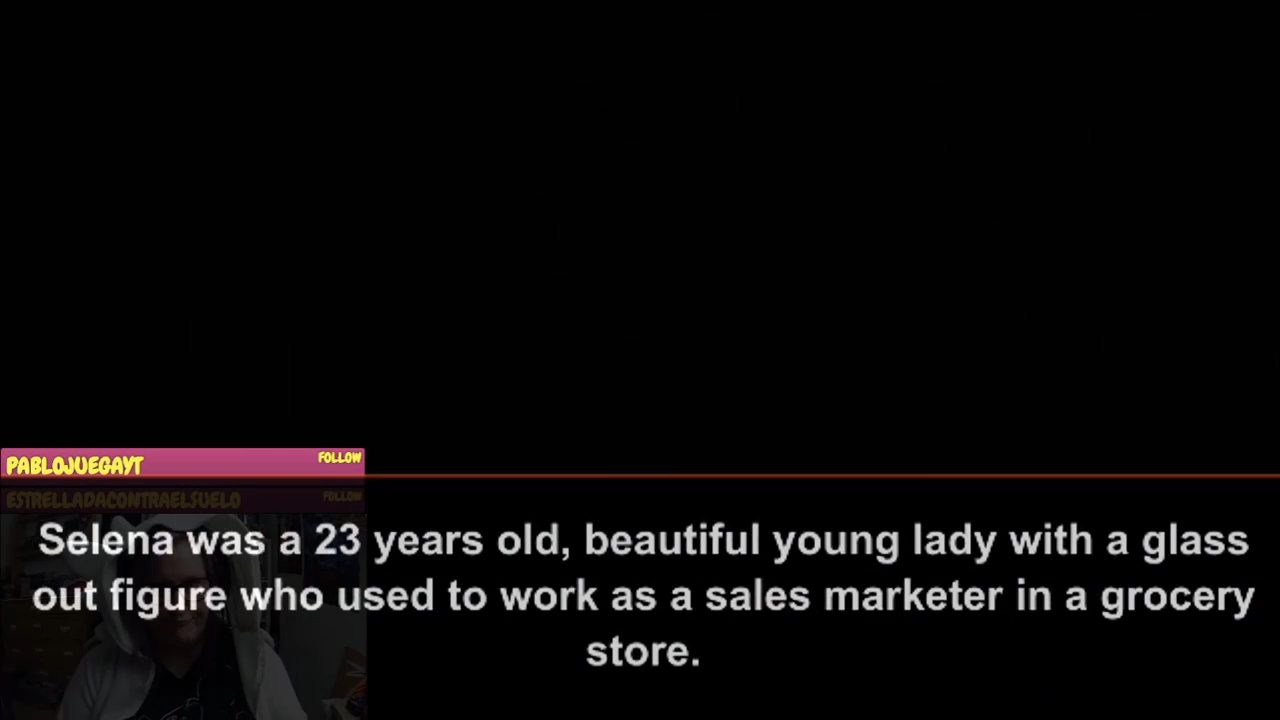 PABLOJUEGAYT FOLLOW
ESTRELLADACONTRAELSUELO FOLLOW
Selena was a 23 years old, beautiful young lady with a glass
out figure who used to work as a sales marketer in a grocery
store.